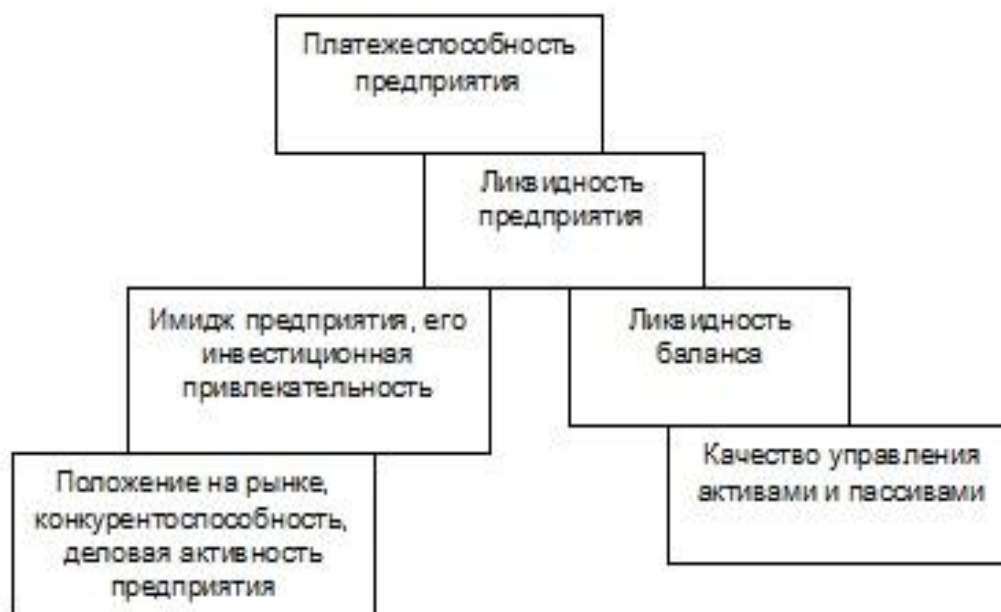 Платежеспособность
предприятия
Ликвидность
предприятия
Имидж предприятия, его
инвестиционная
привлекательность
Ликвидность
баланса
Положение на рынке,
конкурентоспособность,
деловая активность
предприятия
Качество управления
активами и пассивами